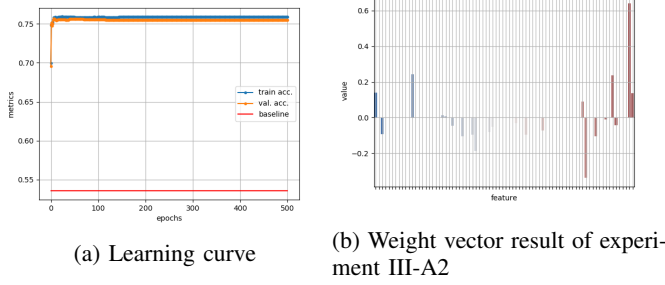 0.75
0.70
0.65
0.60
0.55
metrics
train acc.
val. acc.
baseline
0 100 200 300 400 500
epochs
(a) Learning curve
0.6
0.4
0.2
0.0
−0.2
value
feature
(b) Weight vector result of experi-
ment III-A2